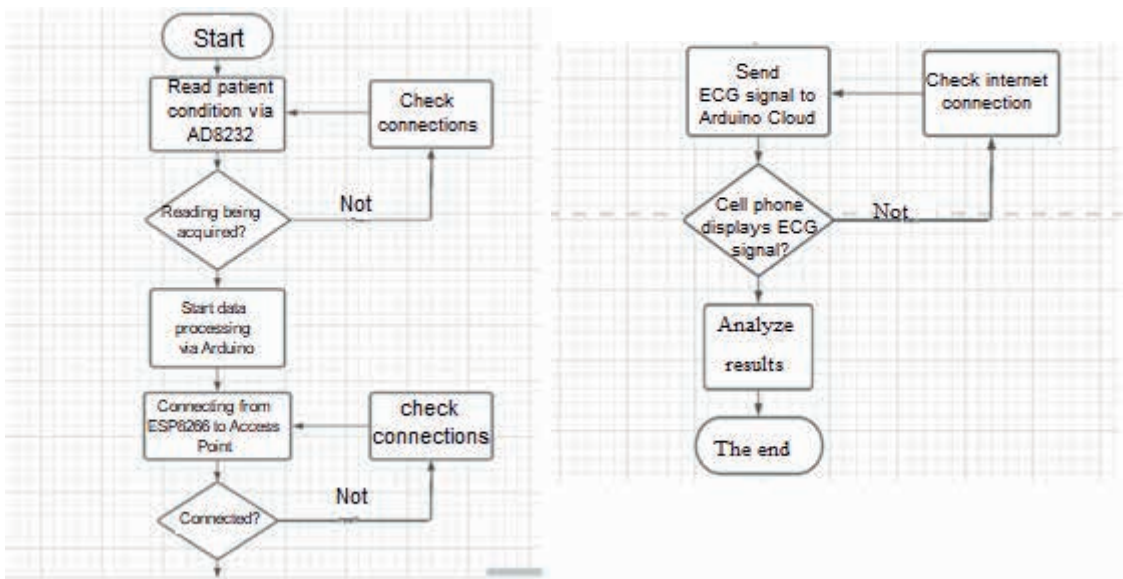 Start
Read patient
condition via
AD8232
Check
connections
Reading being
acquired?
Not
Start data
processing
via Arduino
Connecting from
ESP8266 to Access
Point
check
connections
Connected?
Not
Send
ECG signal to
Arduino Cloud
Check internet
connection
Cell phone
displays ECG
signal?
Not
Analyze
results
The end